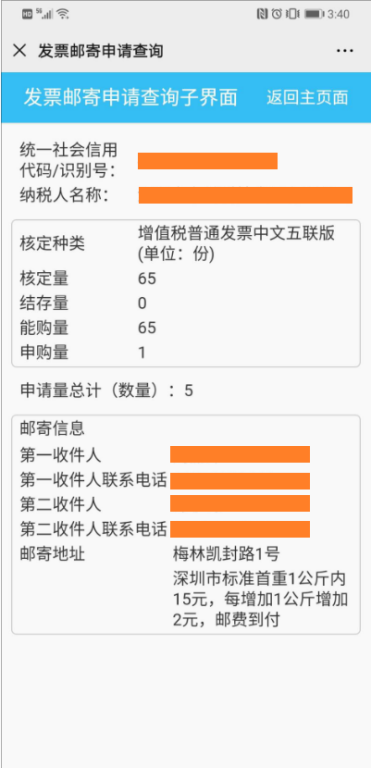 HD 5G 3:40
发票邮寄申请查询 ...
发票邮寄申请查询子界面 返回主页面
统一社会信用
代码/识别号：
纳税人名称：
核定种类 增值税普通发票中文五联版
(单位：份)
核定量 65
结存量 0
能购量 65
申购量 1
申请量总计（数量）：5
邮寄信息
第一收件人
第一收件人联系电话
第二收件人
第二收件人联系电话
邮寄地址 梅林凯封路1号
深圳市标准首重1公斤内
15元，每增加1公斤增加
2元，邮费到付